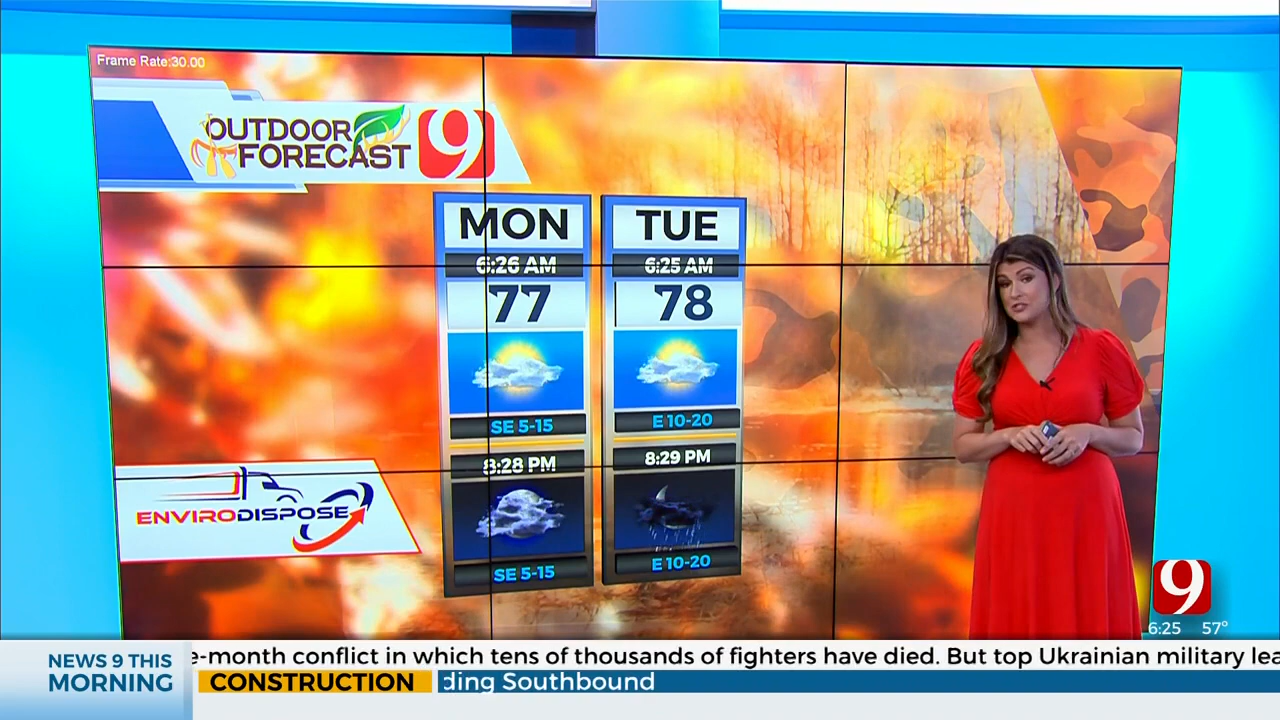 Frame Rate:30.00
OUTDOOR
FORECAST
9
MON
6:26 AM
77
SE 5-15
8:28 PM
SE 5-15
TUE
6:25 AM
78
E 10-20
8:29 PM
E 10-20
ENVIRODISPOSE
9
6:25 57°
NEWS 9 THIS
MORNING
e-month conflict in which tens of thousands of fighters have died. But top Ukrainian military lea
CONSTRUCTION
ding Southbound